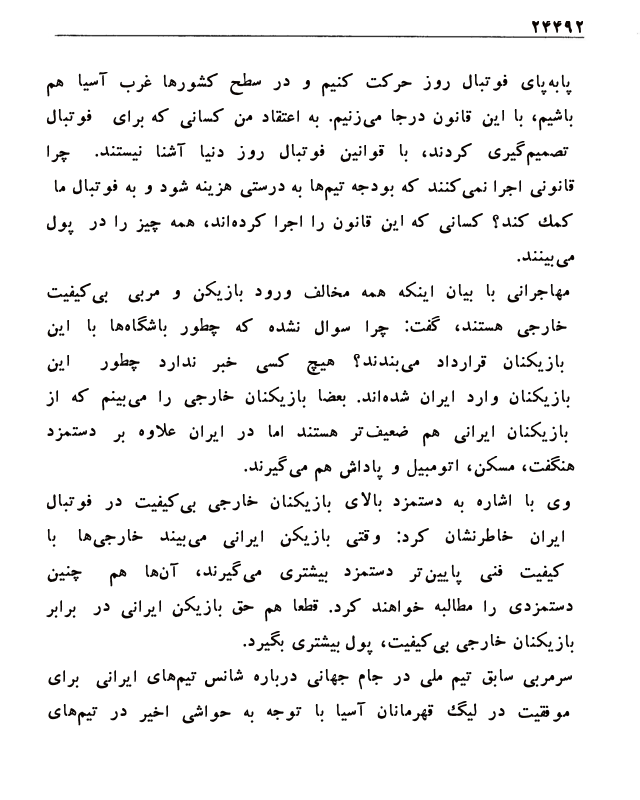 ۲۴۴۹۲
پابه‌پای فوتبال روز حرکت کنیم و در سطح کشورها غرب آسیا هم
باشیم، با این قانون درجا می‌زنیم. به اعتقاد من کسانی که برای فوتبال
تصمیم‌گیری کردند، با قوانین فوتبال روز دنیا آشنا نیستند. چرا
قانونی اجرا نمی‌کنند که بودجه تیم‌ها به درستی هزینه شود و به فوتبال ما
کمك کند؟ کسانی که این قانون را اجرا کرده‌اند، همه چیز را در پول
می‌بینند.
مهاجرانی با بیان اینکه همه مخالف ورود بازیکن و مربی بی‌کیفیت
خارجی هستند، گفت: چرا سوال نشده که چطور باشگاه‌ها با این
بازیکنان قرارداد می‌بندند؟ هیچ کسی خبر ندارد چطور این
بازیکنان وارد ایران شده‌اند. بعضا بازیکنان خارجی را می‌بینم که از
بازیکنان ایرانی هم ضعیف‌تر هستند اما در ایران علاوه بر دستمزد
هنگفت، مسکن، اتومبیل و پاداش هم می‌گیرند.
وی با اشاره به دستمزد بالای بازیکنان خارجی بی‌کیفیت در فوتبال
ایران خاطرنشان کرد: وقتی بازیکن ایرانی می‌بیند خارجی‌ها با
کیفیت فنی پایین‌تر دستمزد بیشتری می‌گیرند، آن‌ها هم چنین
دستمزدی را مطالبه خواهند کرد. قطعا هم حق بازیکن ایرانی در برابر
بازیکنان خارجی بی‌کیفیت، پول بیشتری بگیرد.
سرمربی سابق تیم ملی در جام جهانی درباره شانس تیم‌های ایرانی برای
موفقیت در لیگ قهرمانان آسیا با توجه به حواشی اخیر در تیم‌های